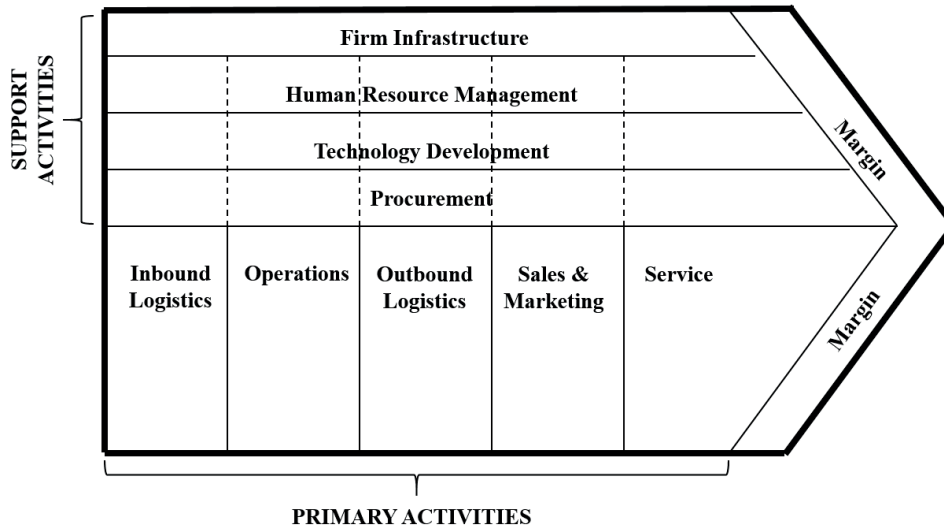 SUPPORT
ACTIVITIES
Firm Infrastructure
Human Resource Management
Technology Development
Procurement
Margin
Inbound
Logistics
Operations
Outbound
Logistics
Sales &
Marketing
Service
Margin
PRIMARY ACTIVITIES